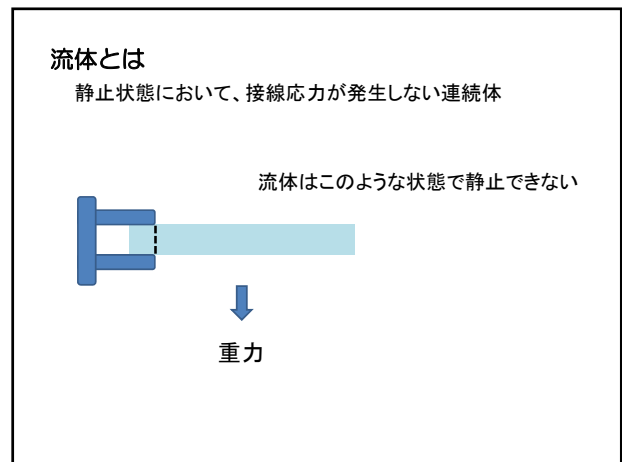 流体とは
静止状態において、接線応力が発生しない連続体
流体はこのような状態で静止できない
重力